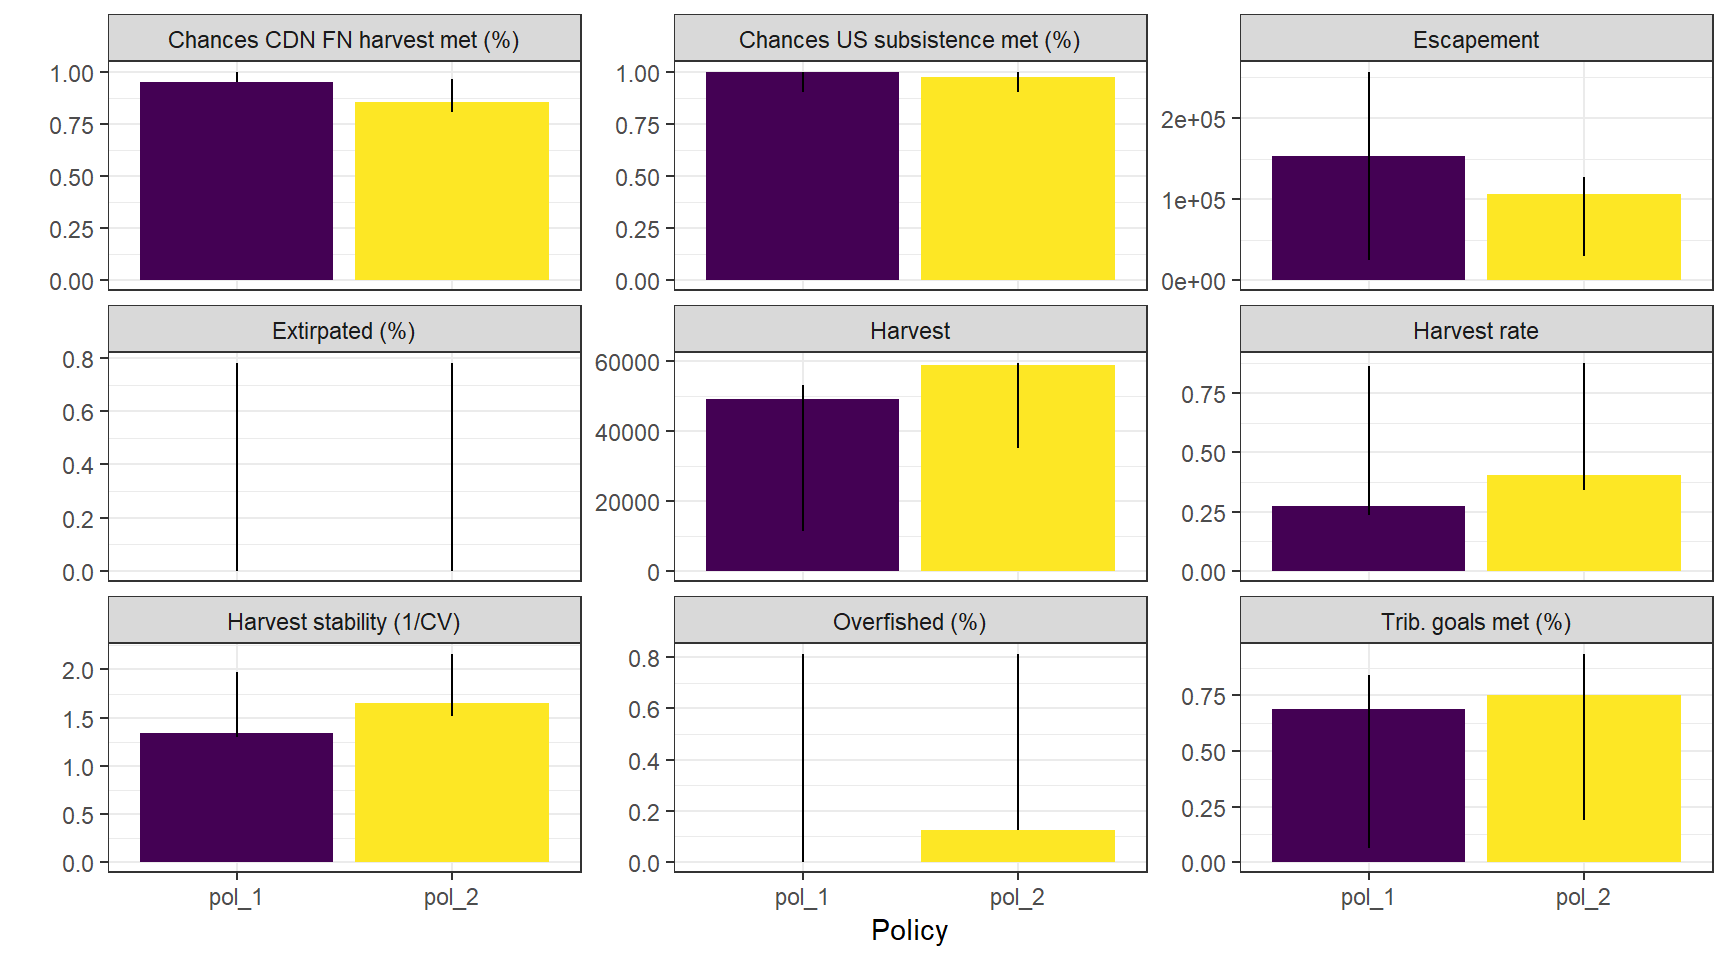 Chances CDN FN harvest met (%)
1.00
0.75
0.50
0.25
0.00
Chances US subsistence met (%)
1.00
0.75
0.50
0.25
0.00
Escapement
2e+05
1e+05
0e+00
Extirpated (%)
0.8
0.6
0.4
0.2
0.0
Harvest
60000
40000
20000
0
Harvest rate
0.75
0.50
0.25
0.00
Harvest stability (1/CV)
2.0
1.5
1.0
0.5
0.0
pol_1 pol_2
Overfished (%)
0.8
0.6
0.4
0.2
0.0
pol_1 pol_2
Trib. goals met (%)
0.75
0.50
0.25
0.00
pol_1 pol_2
Policy